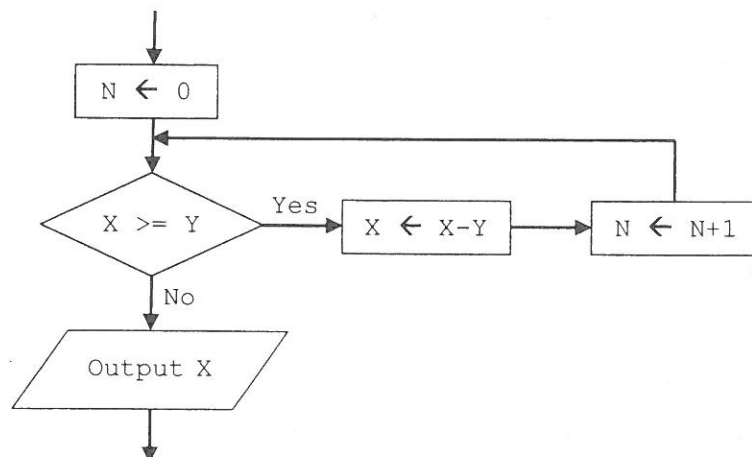 N ← 0
X >= Y
Yes
X ← X-Y
N ← N+1
No
Output X